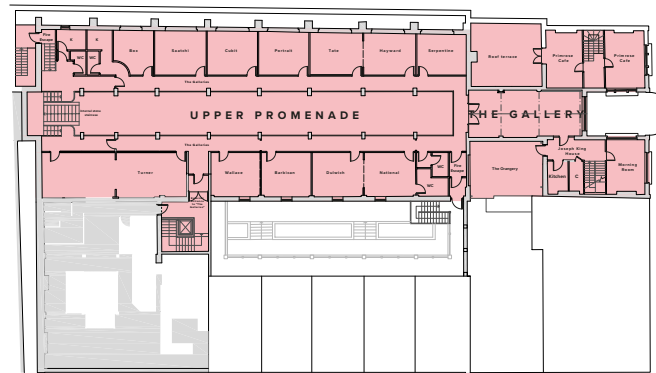 Fire
Escape
K
K
WC
WC
Box
Saatchi
Cubit
Portrait
Tate
Hayward
Serpentine
Roof terrace
Primrose
Cafe
Primrose
Cafe
The Galleries
UPPER PROMENADE
THE GALLERY
The Galleries
Turner
Wallace
Barbican
Dulwich
National
WC
WC
Fire
Escape
The Orangery
Joseph King
House
Kitchen
C
Morning
Room